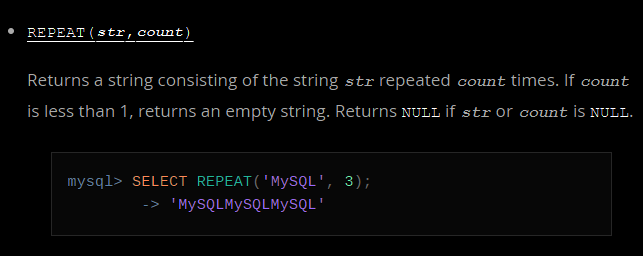 REPEAT(str,count)
Returns a string consisting of the string str repeated count times. If count
is less than 1, returns an empty string. Returns NULL if str or count is NULL.
mysql> SELECT REPEAT('MySQL', 3);
-> 'MySQLMySQLMySQL'